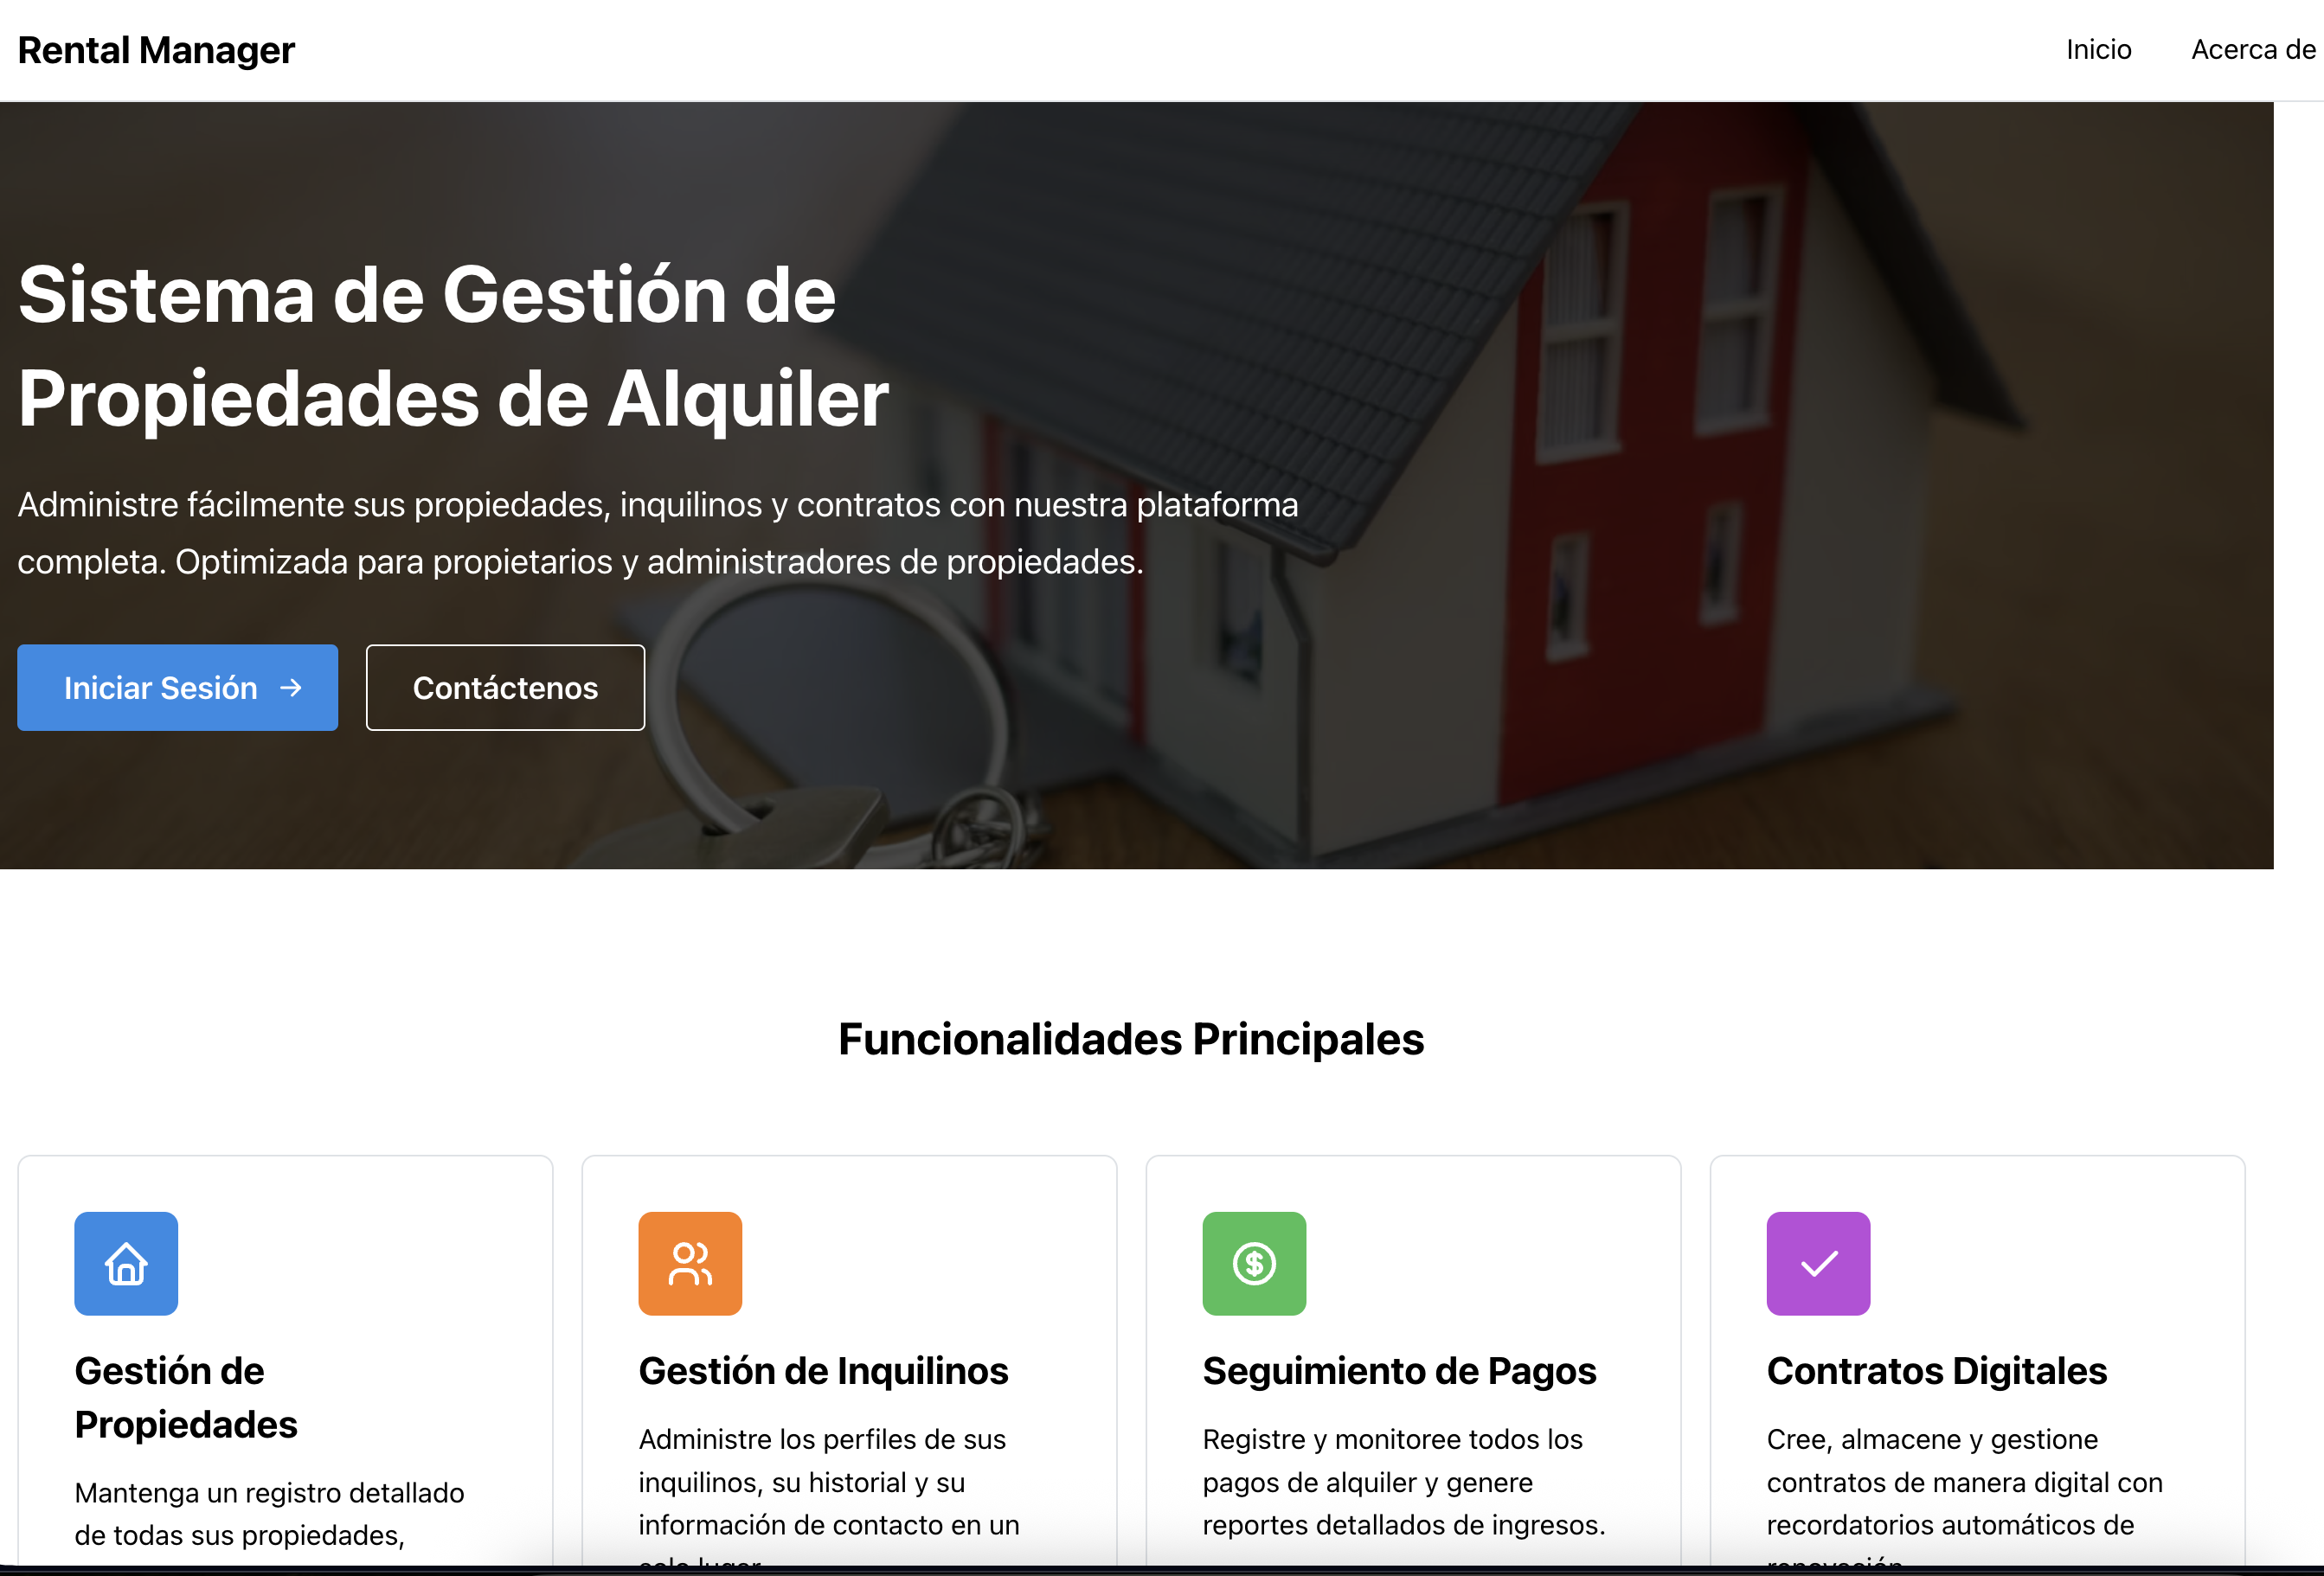 Rental Manager
Inicio
Acerca de
Sistema de Gestión de
Propiedades de Alquiler
Administre fácilmente sus propiedades, inquilinos y contratos con nuestra plataforma
completa. Optimizada para propietarios y administradores de propiedades.
Iniciar Sesión →
Contáctenos
Funcionalidades Principales
Gestión de
Propiedades
Mantenga un registro detallado
de todas sus propiedades,
Gestión de Inquilinos
Administre los perfiles de sus
inquilinos, su historial y su
información de contacto en un
solo lugar.
Seguimiento de Pagos
Registre y monitoree todos los
pagos de alquiler y genere
reportes detallados de ingresos.
Contratos Digitales
Cree, almacene y gestione
contratos de manera digital con
recordatorios automáticos de
renovación.